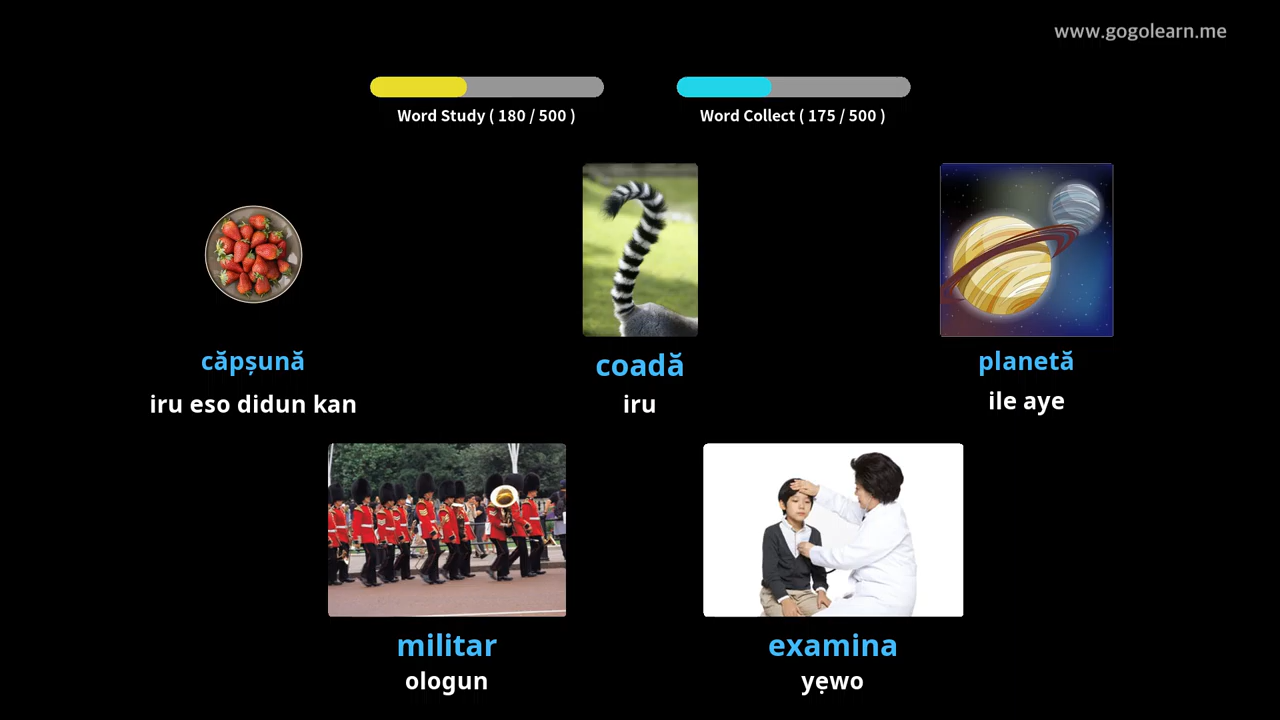 www.gogolearn.me
Word Study ( 180 / 500 )
Word Collect ( 175 / 500 )
căpșună
iru eso didun kan
coadă
iru
planetă
ile aye
militar
ologun
examina
yẹwo